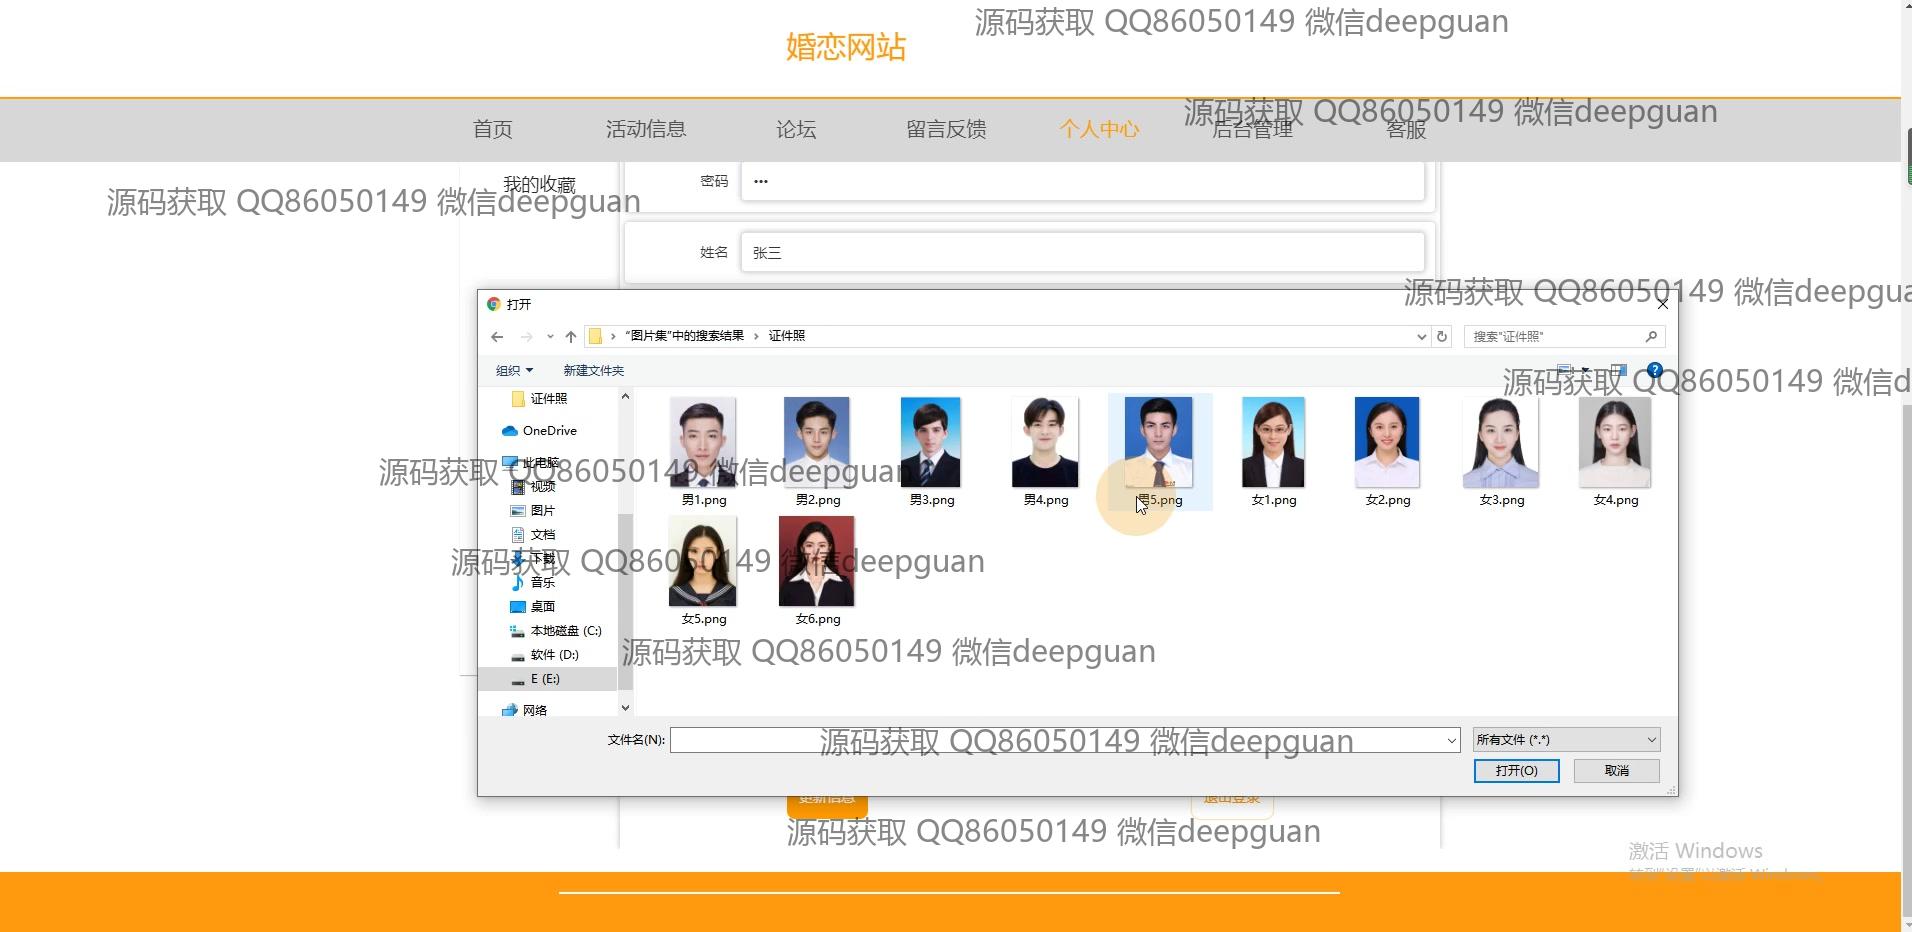 源码获取 QQ86050149 微信deepguan
婚恋网站
源码获取 QQ86050149 微信deepguan
首页 活动信息 论坛 留言反馈 个人中心 后台管理 客服
我的收藏
密码 •••
源码获取 QQ86050149 微信deepguan
姓名 张三
源码获取 QQ86050149 微信deepgua
打开
"图片集"中的搜索结果 › 证件照
搜索"证件照"
组织 新建文件夹
源码获取 QQ86050149 微信d
证件照
OneDrive
此电脑
源码获取 QQ86050149 微信deepguan
视频
男1.png 男2.png 男3.png 男4.png 男5.png 女1.png 女2.png 女3.png 女4.png
图片
文档
下载
源码获取 QQ86050149 微信deepguan
音乐
桌面
女5.png 女6.png
本地磁盘 (C:)
软件 (D:)
源码获取 QQ86050149 微信deepguan
E (E:)
网络
文件名(N):
源码获取 QQ86050149 微信deepguan
所有文件 (*.*)
打开(O) 取消
更新信息 退出登录
源码获取 QQ86050149 微信deepguan
激活 Windows
转到"设置"以激活 Windows。